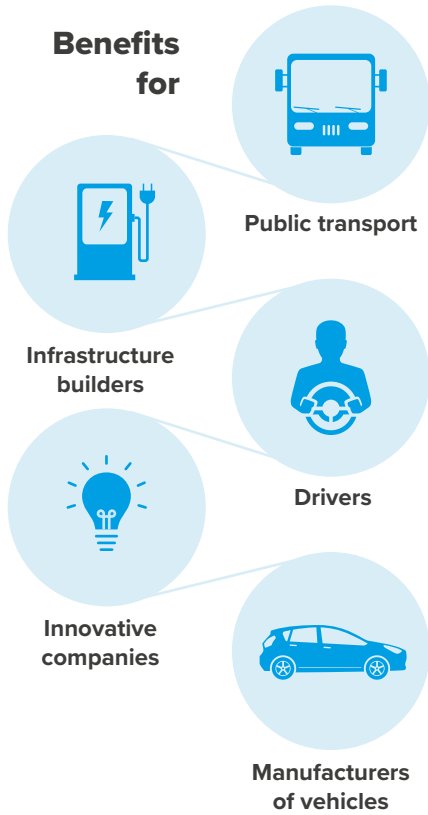 Benefits
for
Public transport
Infrastructure
builders
Drivers
Innovative
companies
Manufacturers
of vehicles